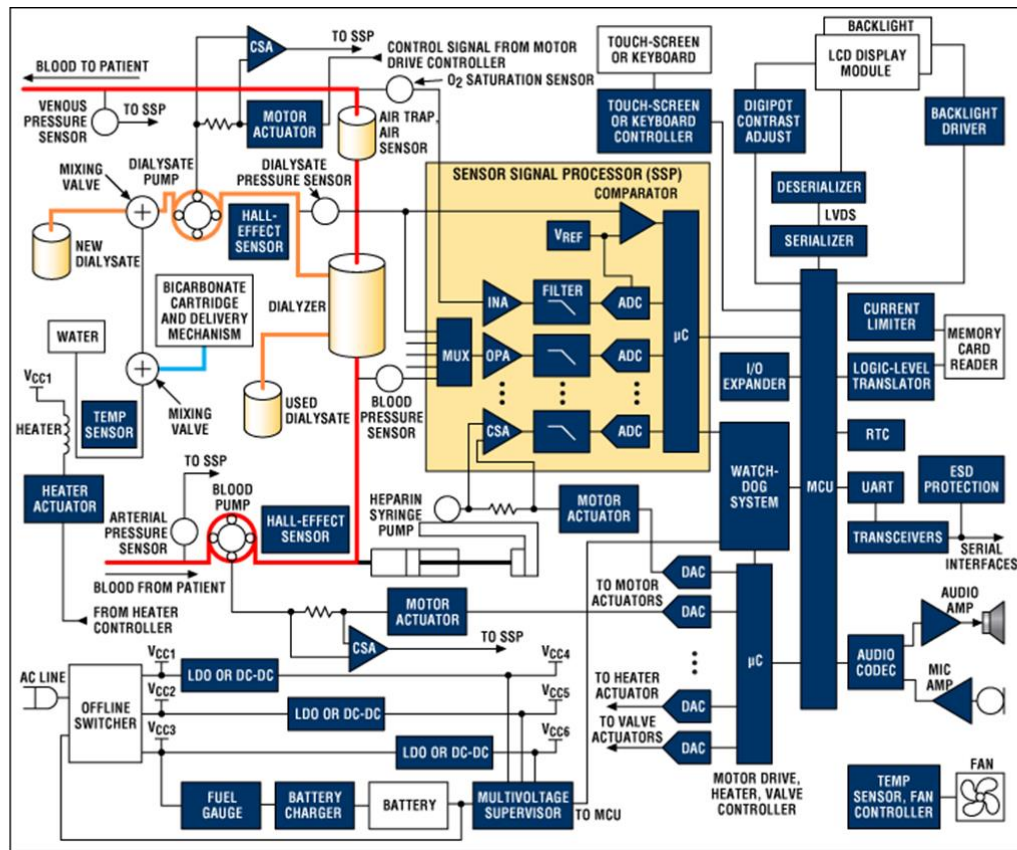 BACKLIGHT
LCD DISPLAY
MODULE
CSA
TO SSP
CONTROL SIGNAL FROM MOTOR
DRIVE CONTROLLER
TOUCH-SCREEN
OR KEYBOARD
BLOOD TO PATIENT
O2 SATURATION SENSOR
VENOUS
PRESSURE
SENSOR
TO SSP
MOTOR
ACTUATOR
AIR TRAP,
AIR
SENSOR
TOUCH-SCREEN
OR KEYBOARD
CONTROLLER
DIGIPOT
CONTRAST
ADJUST
BACKLIGHT
DRIVER
MIXING
VALVE
DIALYSATE
PUMP
DIALYSATE
PRESSURE SENSOR
SENSOR SIGNAL PROCESSOR (SSP)
COMPARATOR
DESERIALIZER
LVDS
SERIALIZER
HALL-
EFFECT
SENSOR
VREF
NEW
DIALYSATE
BICARBONATE
CARTRIDGE
AND DELIVERY
MECHANISM
DIALYZER
INA
FILTER
ADC
CURRENT
LIMITER
MEMORY
CARD
READER
WATER
MUX
OPA
ADC
µC
I/O
EXPANDER
LOGIC-LEVEL
TRANSLATOR
VCC1
HEATER
TEMP
SENSOR
MIXING
VALVE
USED
DIALYSATE
BLOOD
PRESSURE
SENSOR
CSA
ADC
RTC
TO SSP
HEATER
ACTUATOR
BLOOD
PUMP
WATCH-
DOG
SYSTEM
MCU
UART
ESD
PROTECTION
ARTERIAL
PRESSURE
SENSOR
HALL-EFFECT
SENSOR
HEPARIN
SYRINGE
PUMP
MOTOR
ACTUATOR
TRANSCEIVERS
SERIAL
INTERFACES
BLOOD FROM PATIENT
DAC
TO MOTOR
ACTUATORS
DAC
FROM HEATER
CONTROLLER
MOTOR
ACTUATOR
AUDIO
AMP
CSA
TO SSP
µC
AUDIO
CODEC
MIC
AMP
AC LINE
OFFLINE
SWITCHER
VCC1
LDO OR DC-DC
VCC4
VCC2
LDO OR DC-DC
VCC5
VCC3
LDO OR DC-DC
VCC6
TO HEATER
ACTUATOR
DAC
TO VALVE
ACTUATORS
DAC
FUEL
GAUGE
BATTERY
CHARGER
BATTERY
MULTIVOLTAGE
SUPERVISOR
TO MCU
MOTOR DRIVE,
HEATER, VALVE
CONTROLLER
TEMP
SENSOR, FAN
CONTROLLER
FAN